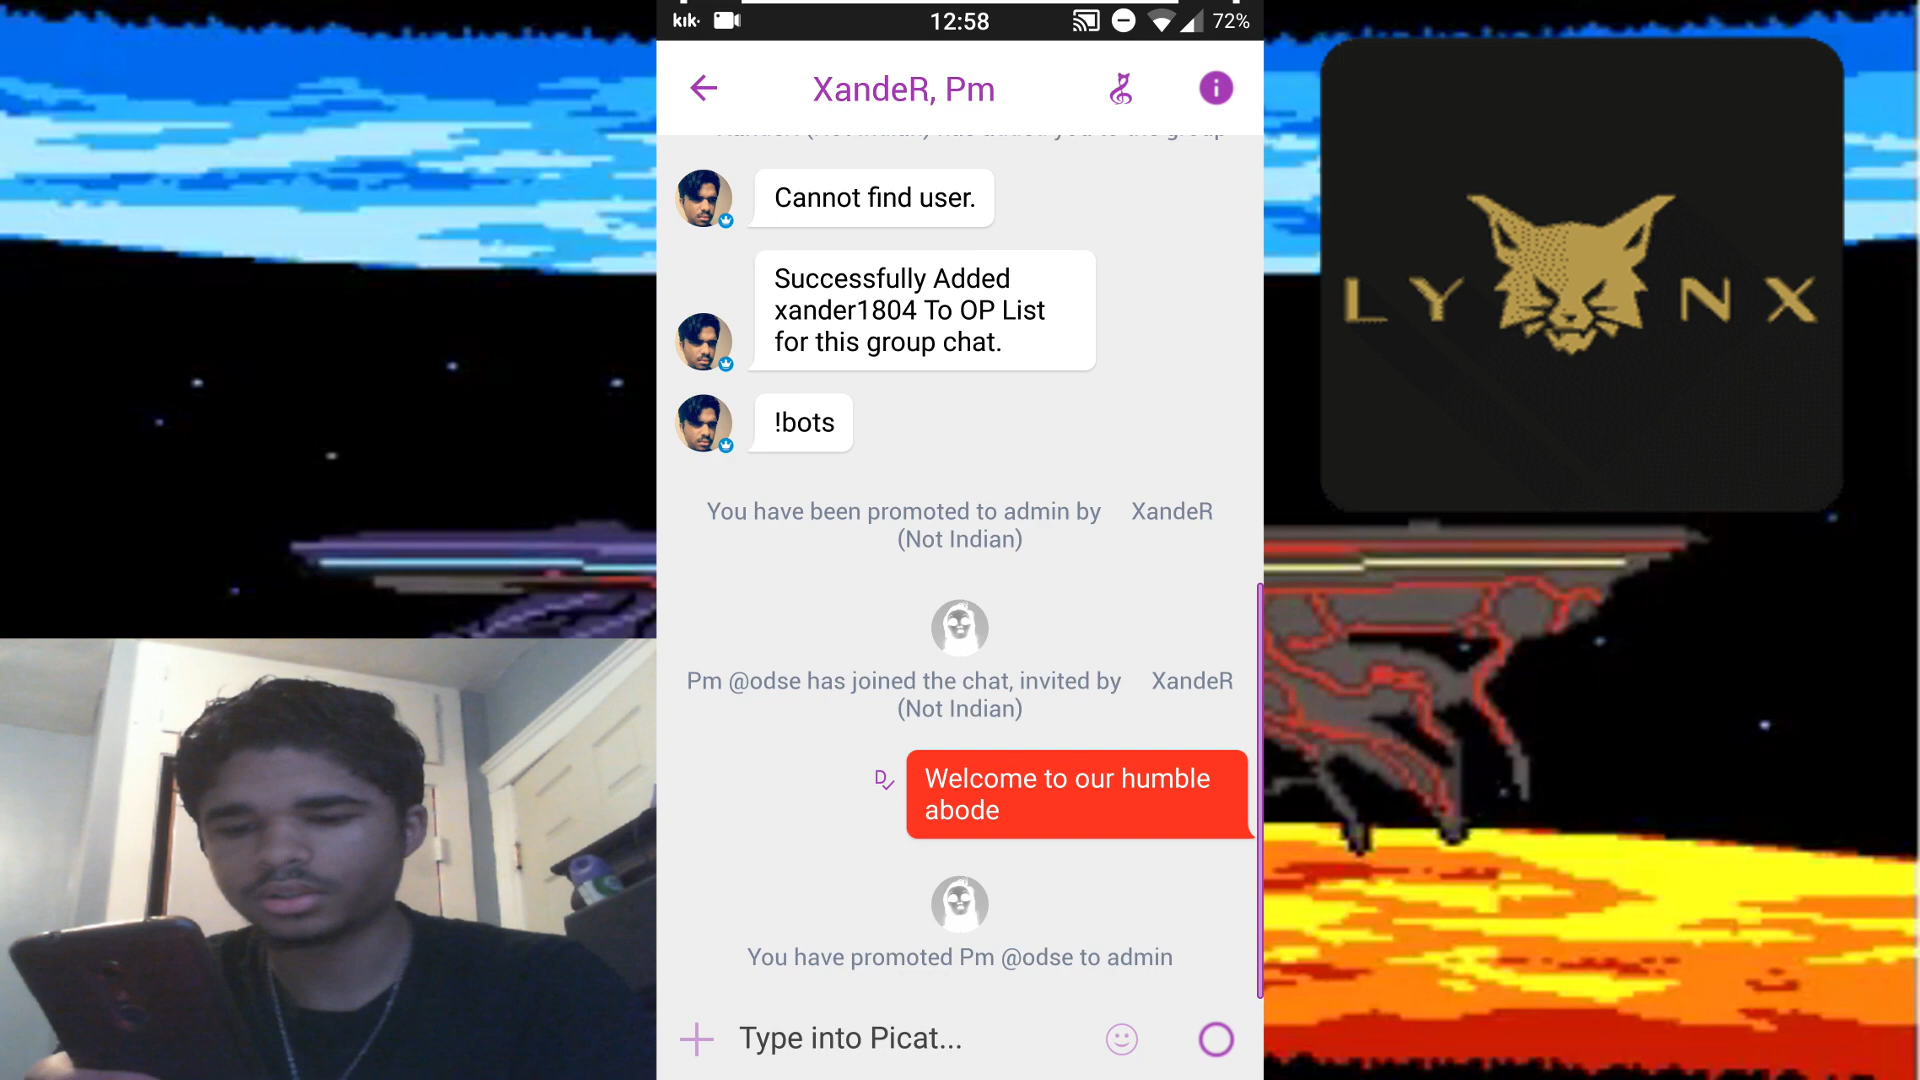 kik·
12:58
72%
XandeR, Pm
Cannot find user.
Successfully Added
xander1804 To OP List
for this group chat.
!bots
You have been promoted to admin by XandeR
(Not Indian)
Pm @odse has joined the chat, invited by XandeR
(Not Indian)
D
Welcome to our humble
abode
You have promoted Pm @odse to admin
Type into Picat...
LYNX